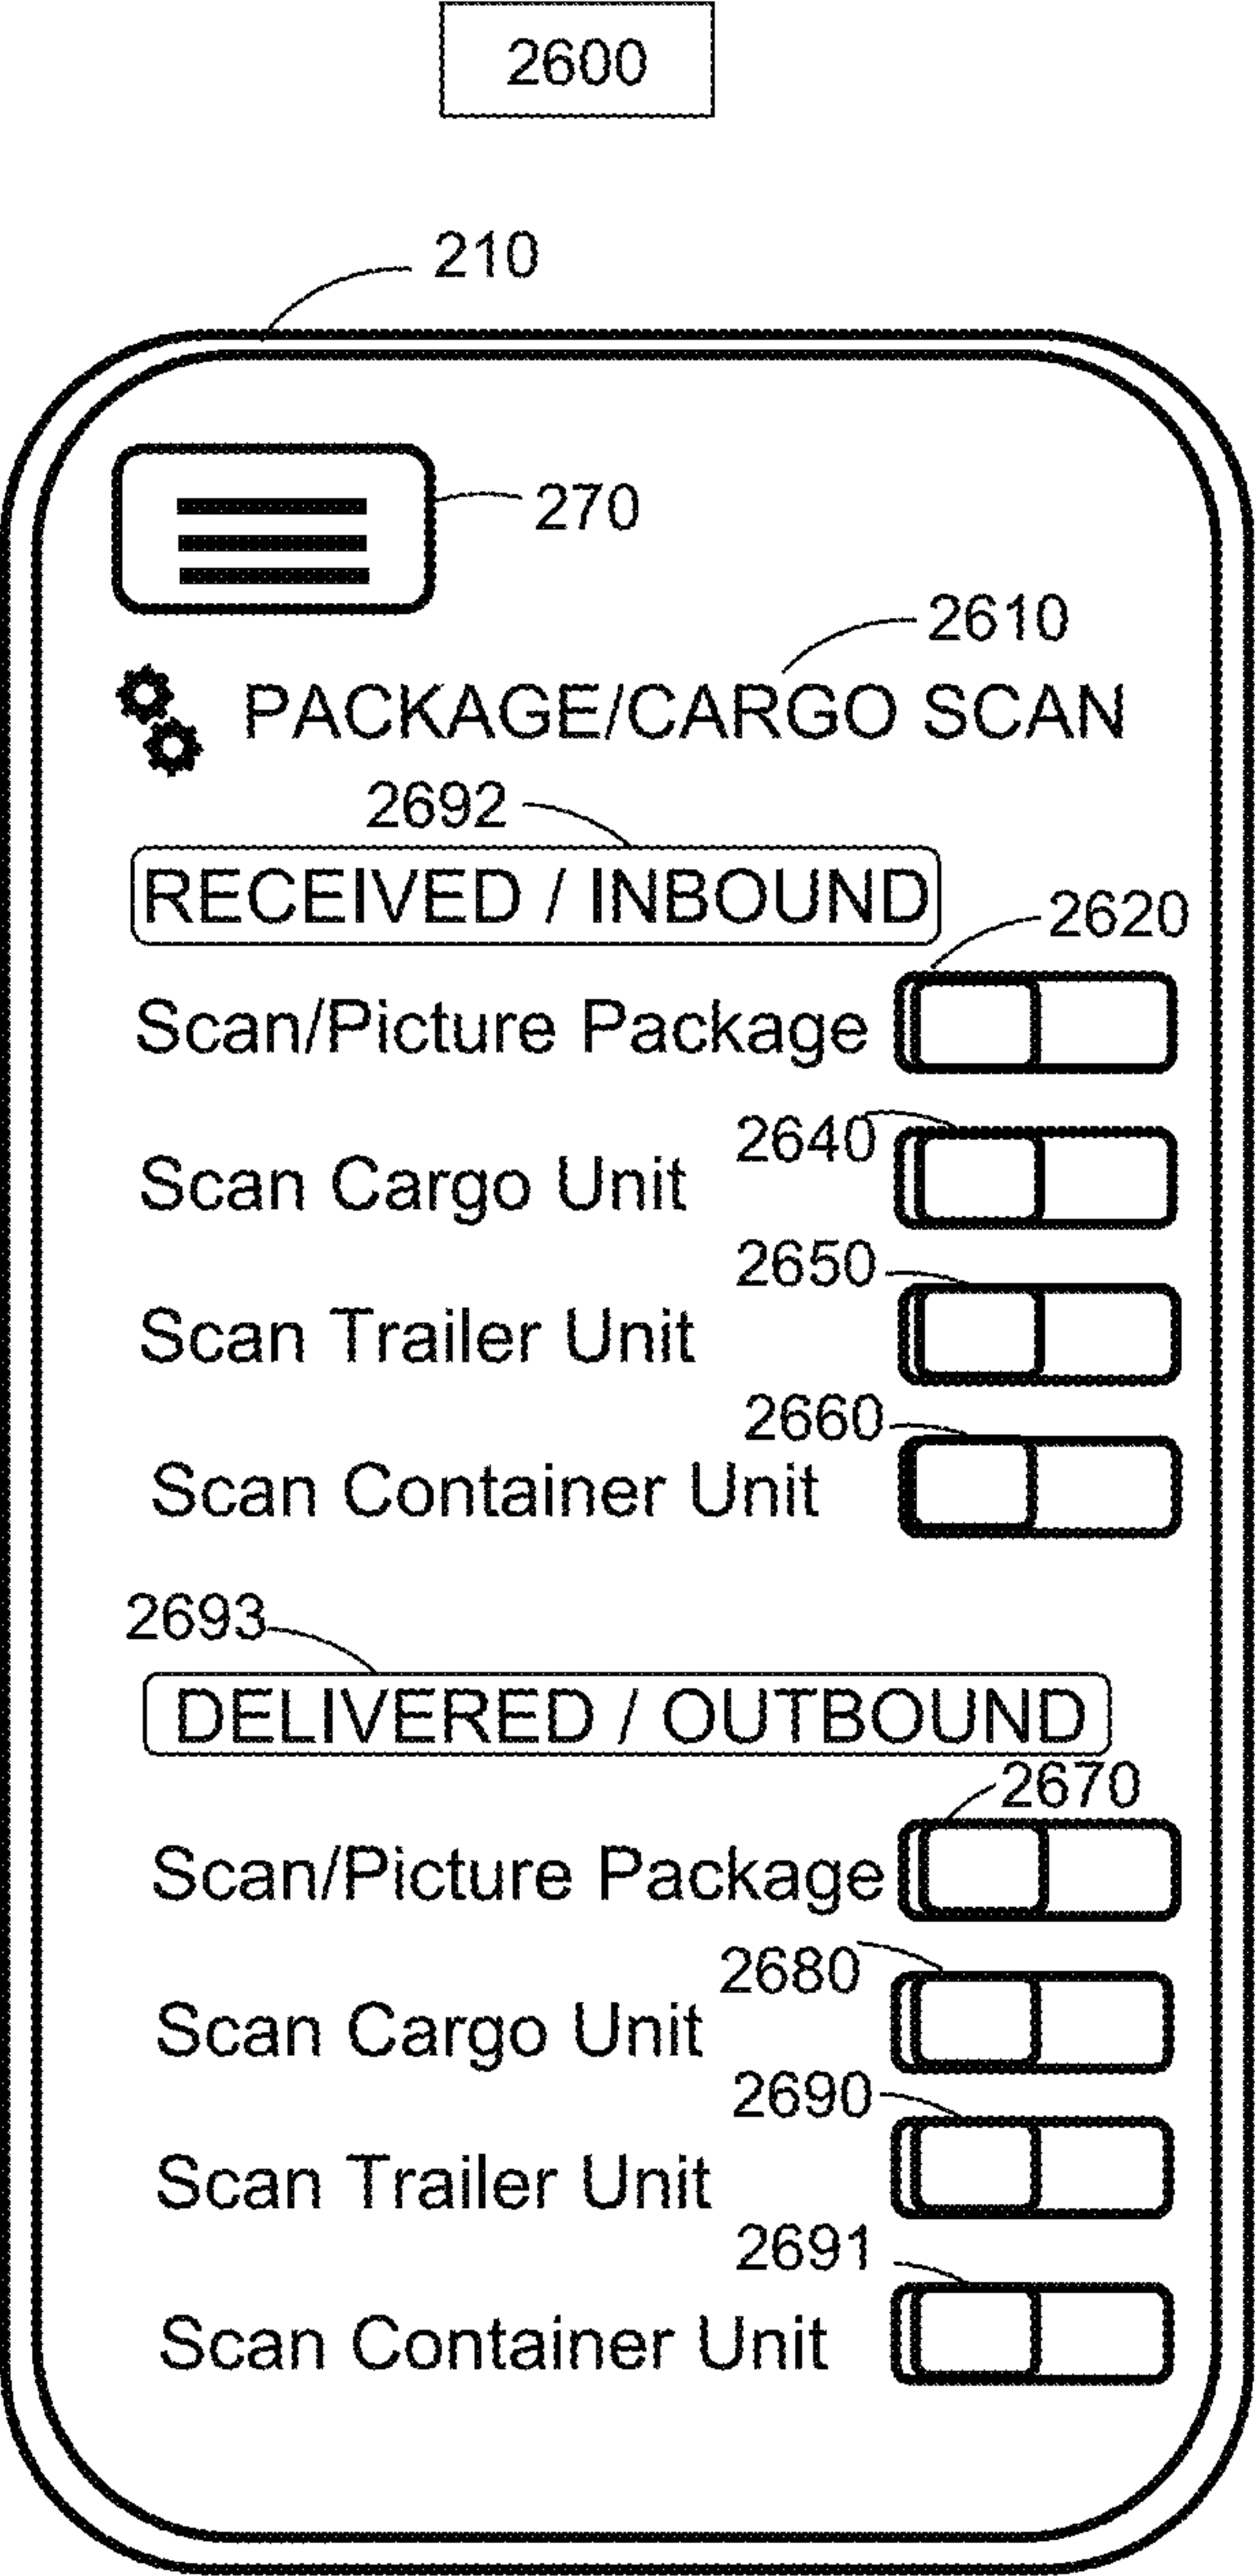 2600
210
270
2610
PACKAGE/CARGO SCAN
2692
RECEIVED / INBOUND
2620
Scan/Picture Package
2640
Scan Cargo Unit
2650
Scan Trailer Unit
2660
Scan Container Unit
2693
DELIVERED / OUTBOUND
2670
Scan/Picture Package
2680
Scan Cargo Unit
2690
Scan Trailer Unit
2691
Scan Container Unit